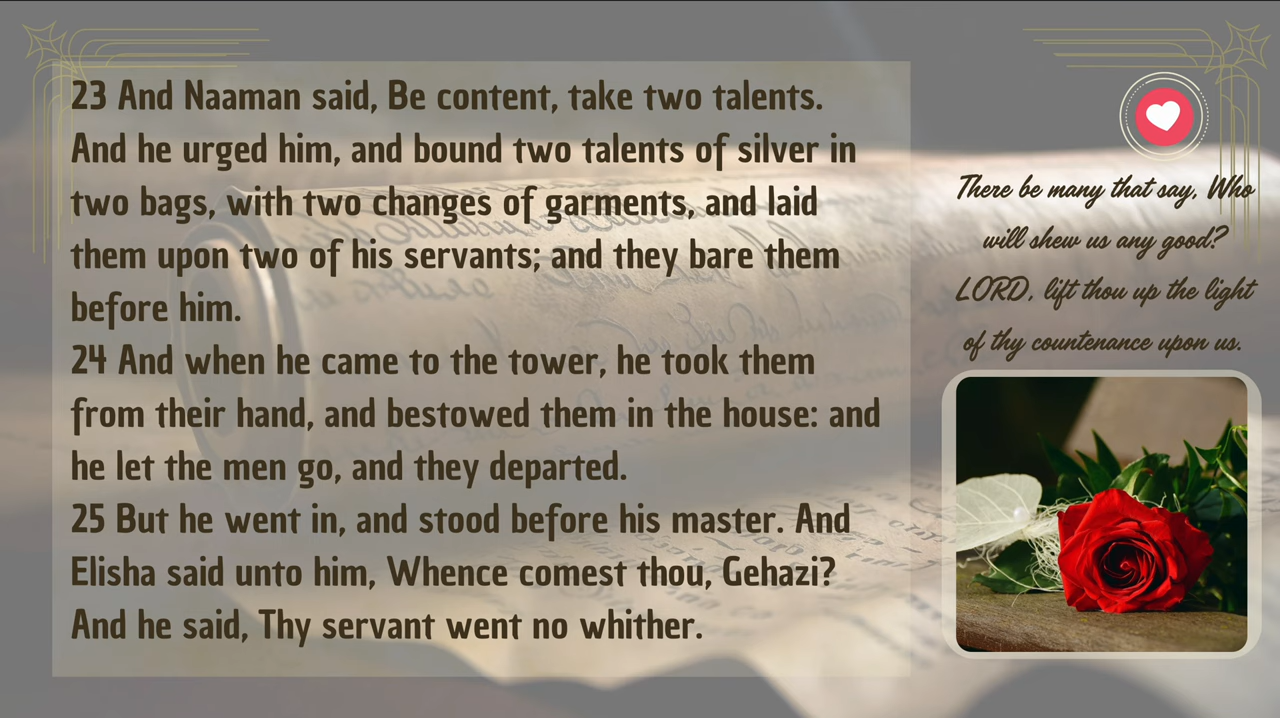 23 And Naaman said, Be content, take two talents.
And he urged him, and bound two talents of silver in
two bags, with two changes of garments, and laid
them upon two of his servants; and they bare them
before him.
24 And when he came to the tower, he took them
from their hand, and bestowed them in the house: and
he let the men go, and they departed.
25 But he went in, and stood before his master. And
Elisha said unto him, Whence comest thou, Gehazi?
And he said, Thy servant went no whither.
There be many that say, Who
will shew us any good?
LORD, lift thou up the light
of thy countenance upon us.